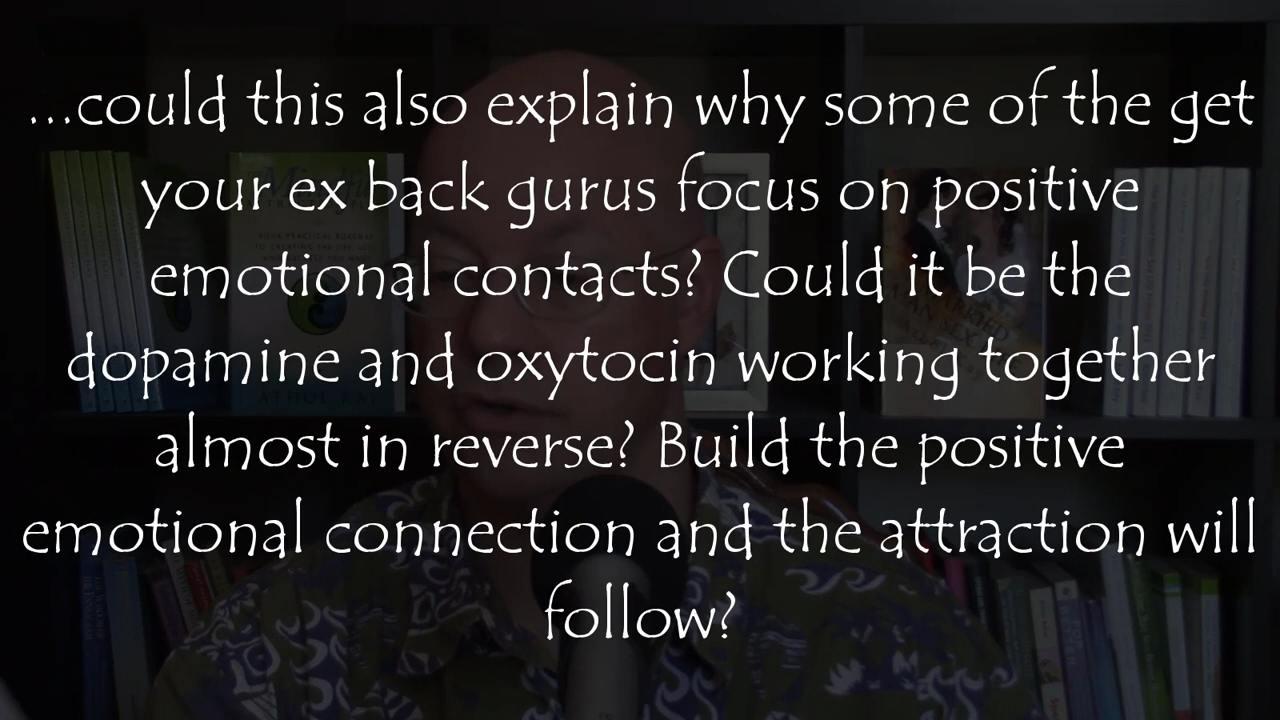 ...could this also explain why some of the get
your ex back gurus focus on positive
emotional contacts? Could it be the
dopamine and oxytocin working together
almost in reverse? Build the positive
emotional connection and the attraction will
follow?
ATHOL KAY